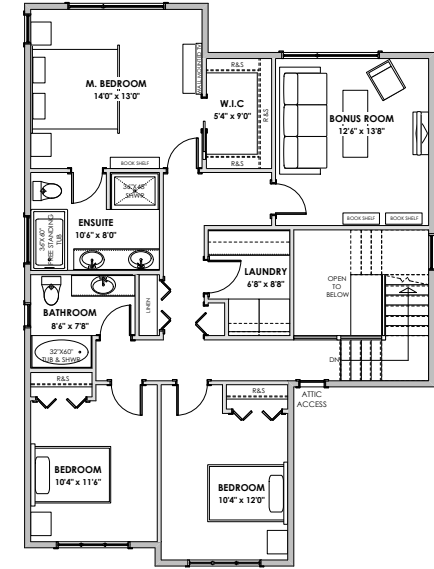 M. BEDROOM
14'0" x 13'0"
WALL MOUNTED TV
R&S
W.I.C
5'4" x 9'0"
R&S
R&S
BONUS ROOM
12'6" x 13'8"
BOOK SHELF
BOOK SHELF
BOOK SHELF
36"X48"
SHWR
ENSUITE
10'6" x 8'0"
36"X60"
FREE STANDING
TUB
LAUNDRY
6'8" x 8'8"
OPEN
TO
BELOW
LINEN
BATHROOM
8'6" x 7'8"
32"X60"
TUB & SHWR
DN
R&S
R&S
ATTIC
ACCESS
BEDROOM
10'4" x 11'6"
BEDROOM
10'4" x 12'0"